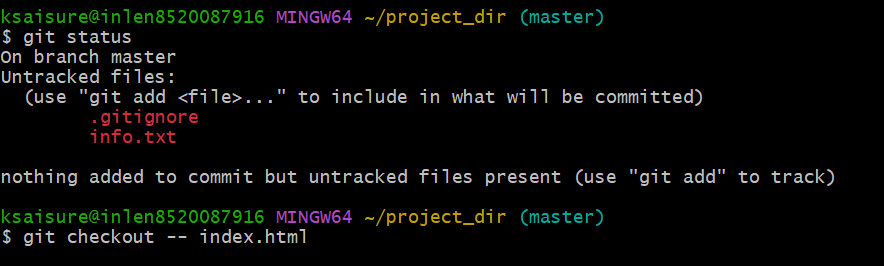 ksaisure@inlen8520087916 MINGW64 ~/project_dir (master)
$ git status
On branch master
Untracked files:
  (use "git add <file>..." to include in what will be committed)
        .gitignore
        info.txt

nothing added to commit but untracked files present (use "git add" to track)

ksaisure@inlen8520087916 MINGW64 ~/project_dir (master)
$ git checkout -- index.html